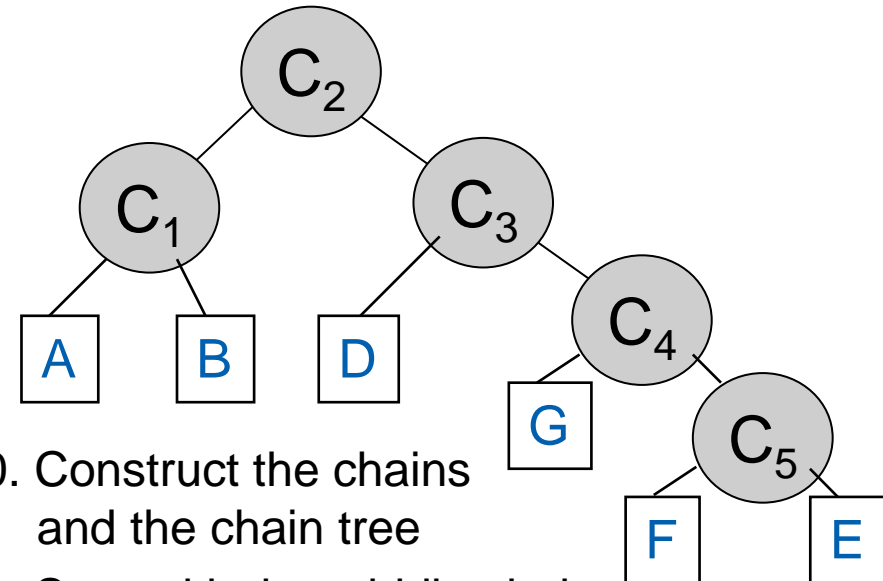 C2
C1
C3
A
B
D
C4
G
C5
F
E
. Construct the chains
and the chain tree